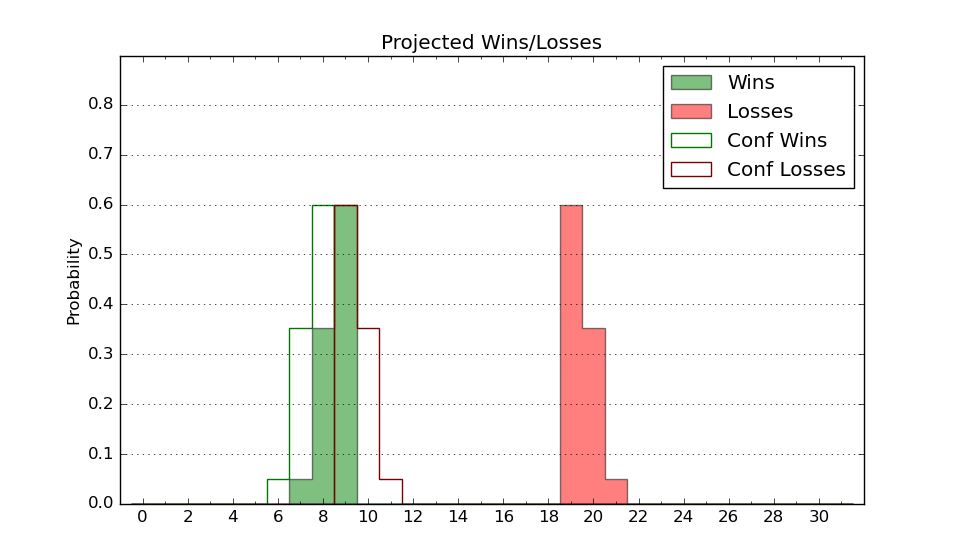 Projected Wins/Losses
Wins
Losses
Conf Wins
Conf Losses
Probability
0.8
0.7
0.6
0.5
0.4
0.3
0.2
0.1
0.0
0 2 4 6 8 10 12 14 16 18 20 22 24 26 28 30